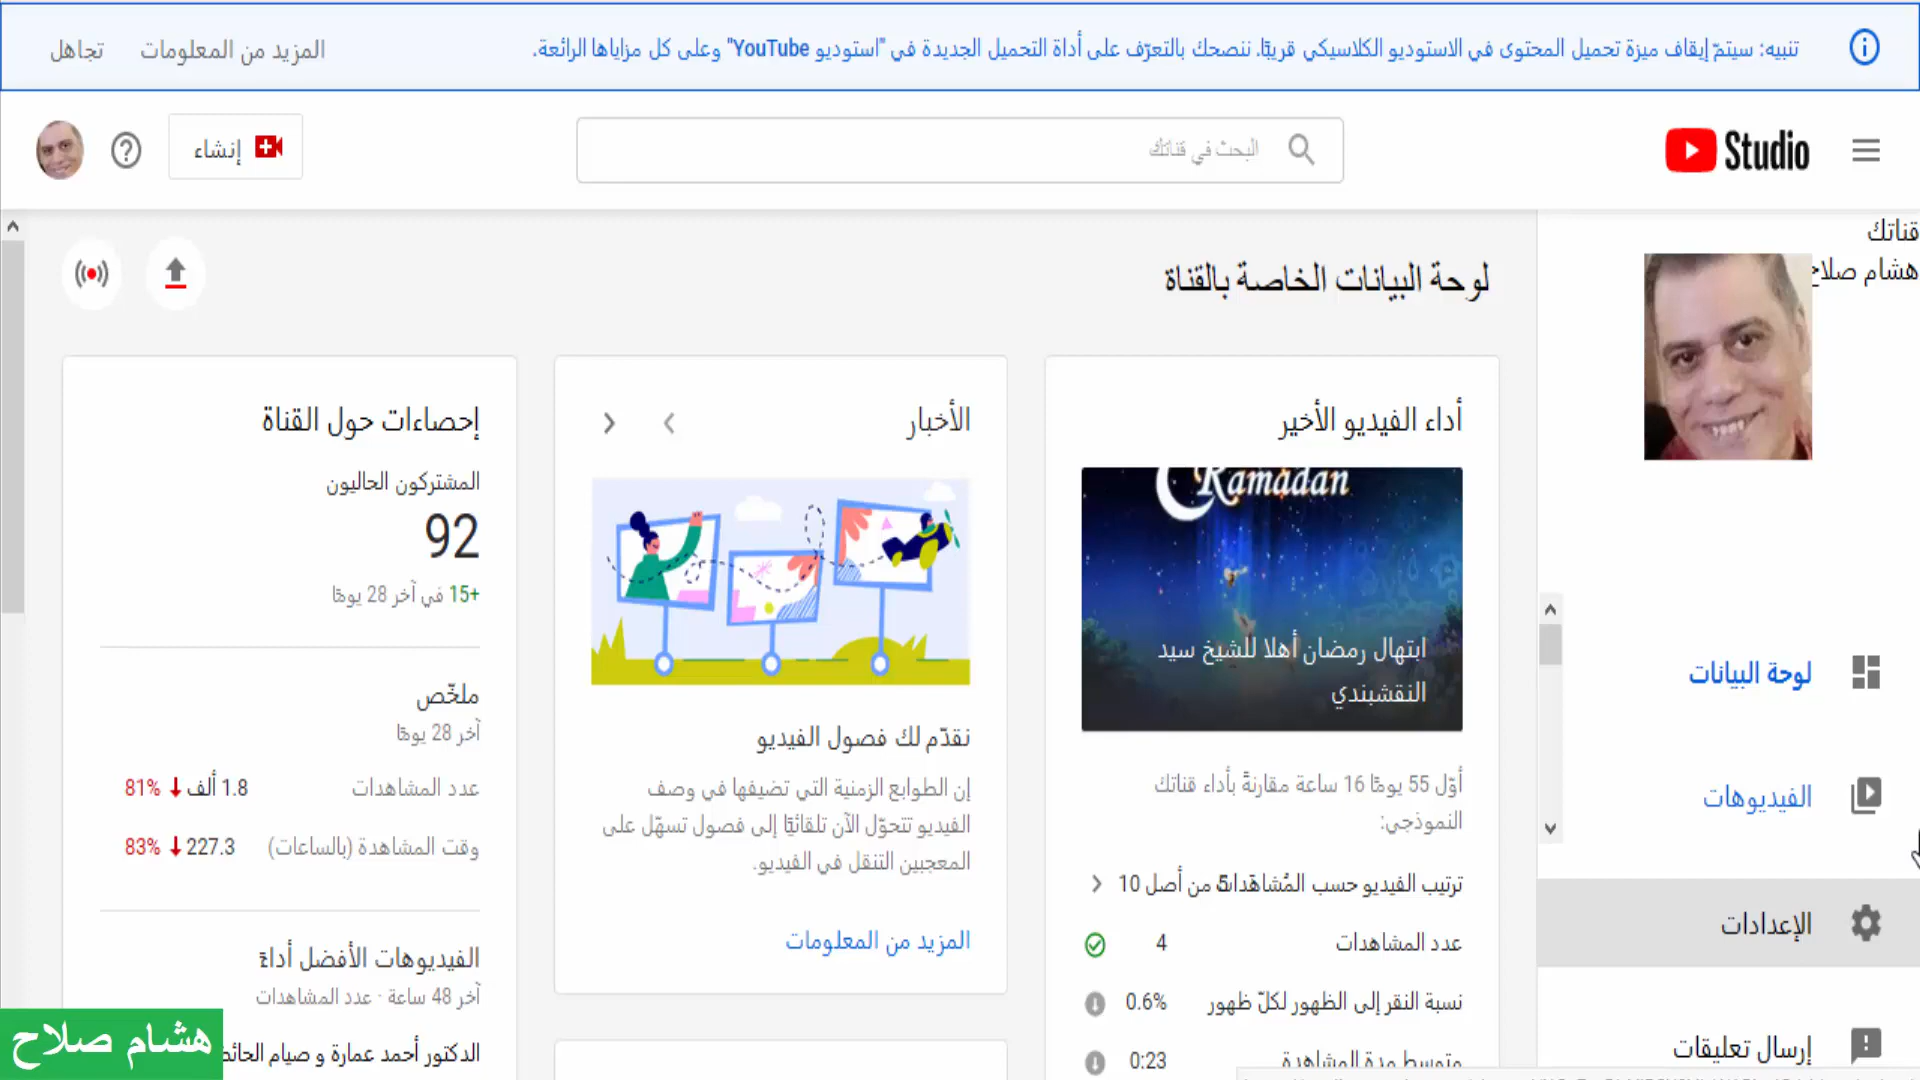 تنبيه: سيتمّ إيقاف ميزة تحميل المحتوى في الاستوديو الكلاسيكي قريبًا. ننصحك بالتعرّف على أداة التحميل الجديدة في "استوديو YouTube" وعلى كل مزاياها الرائعة.
المزيد من المعلومات
تجاهل
Studio
البحث في قناتك
إنشاء
قناتك
هشام صلاح
لوحة البيانات
الفيديوهات
الإعدادات
إرسال تعليقات
لوحة البيانات الخاصة بالقناة
أداء الفيديو الأخير
Ramadan
ابتهال رمضان أهلا للشيخ سيد
النقشبندي
أوّل 55 يومًا 16 ساعة مقارنةً بأداء قناتك
النموذجي:
ترتيب الفيديو حسب المُشاهَدات من أصل 10
عدد المشاهدات 4
نسبة النقر إلى الظهور لكلّ ظهور 0.6%
متوسط مدة المشاهدة 0:23
الأخبار
نقدّم لك فصول الفيديو
إن الطوابع الزمنية التي تضيفها في وصف
الفيديو تتحوّل الآن تلقائيًا إلى فصول تسهّل على
المعجبين التنقل في الفيديو.
المزيد من المعلومات
إحصاءات حول القناة
المشتركون الحاليون
92
+15 في آخر 28 يومًا
ملخّص
آخر 28 يومًا
عدد المشاهدات 1.8 ألف 81%
وقت المشاهدة (بالساعات) 227.3 83%
الفيديوهات الأفضل أداءً
آخر 48 ساعة · عدد المشاهدات
الدكتور أحمد عمارة و صيام
هشام صلاح